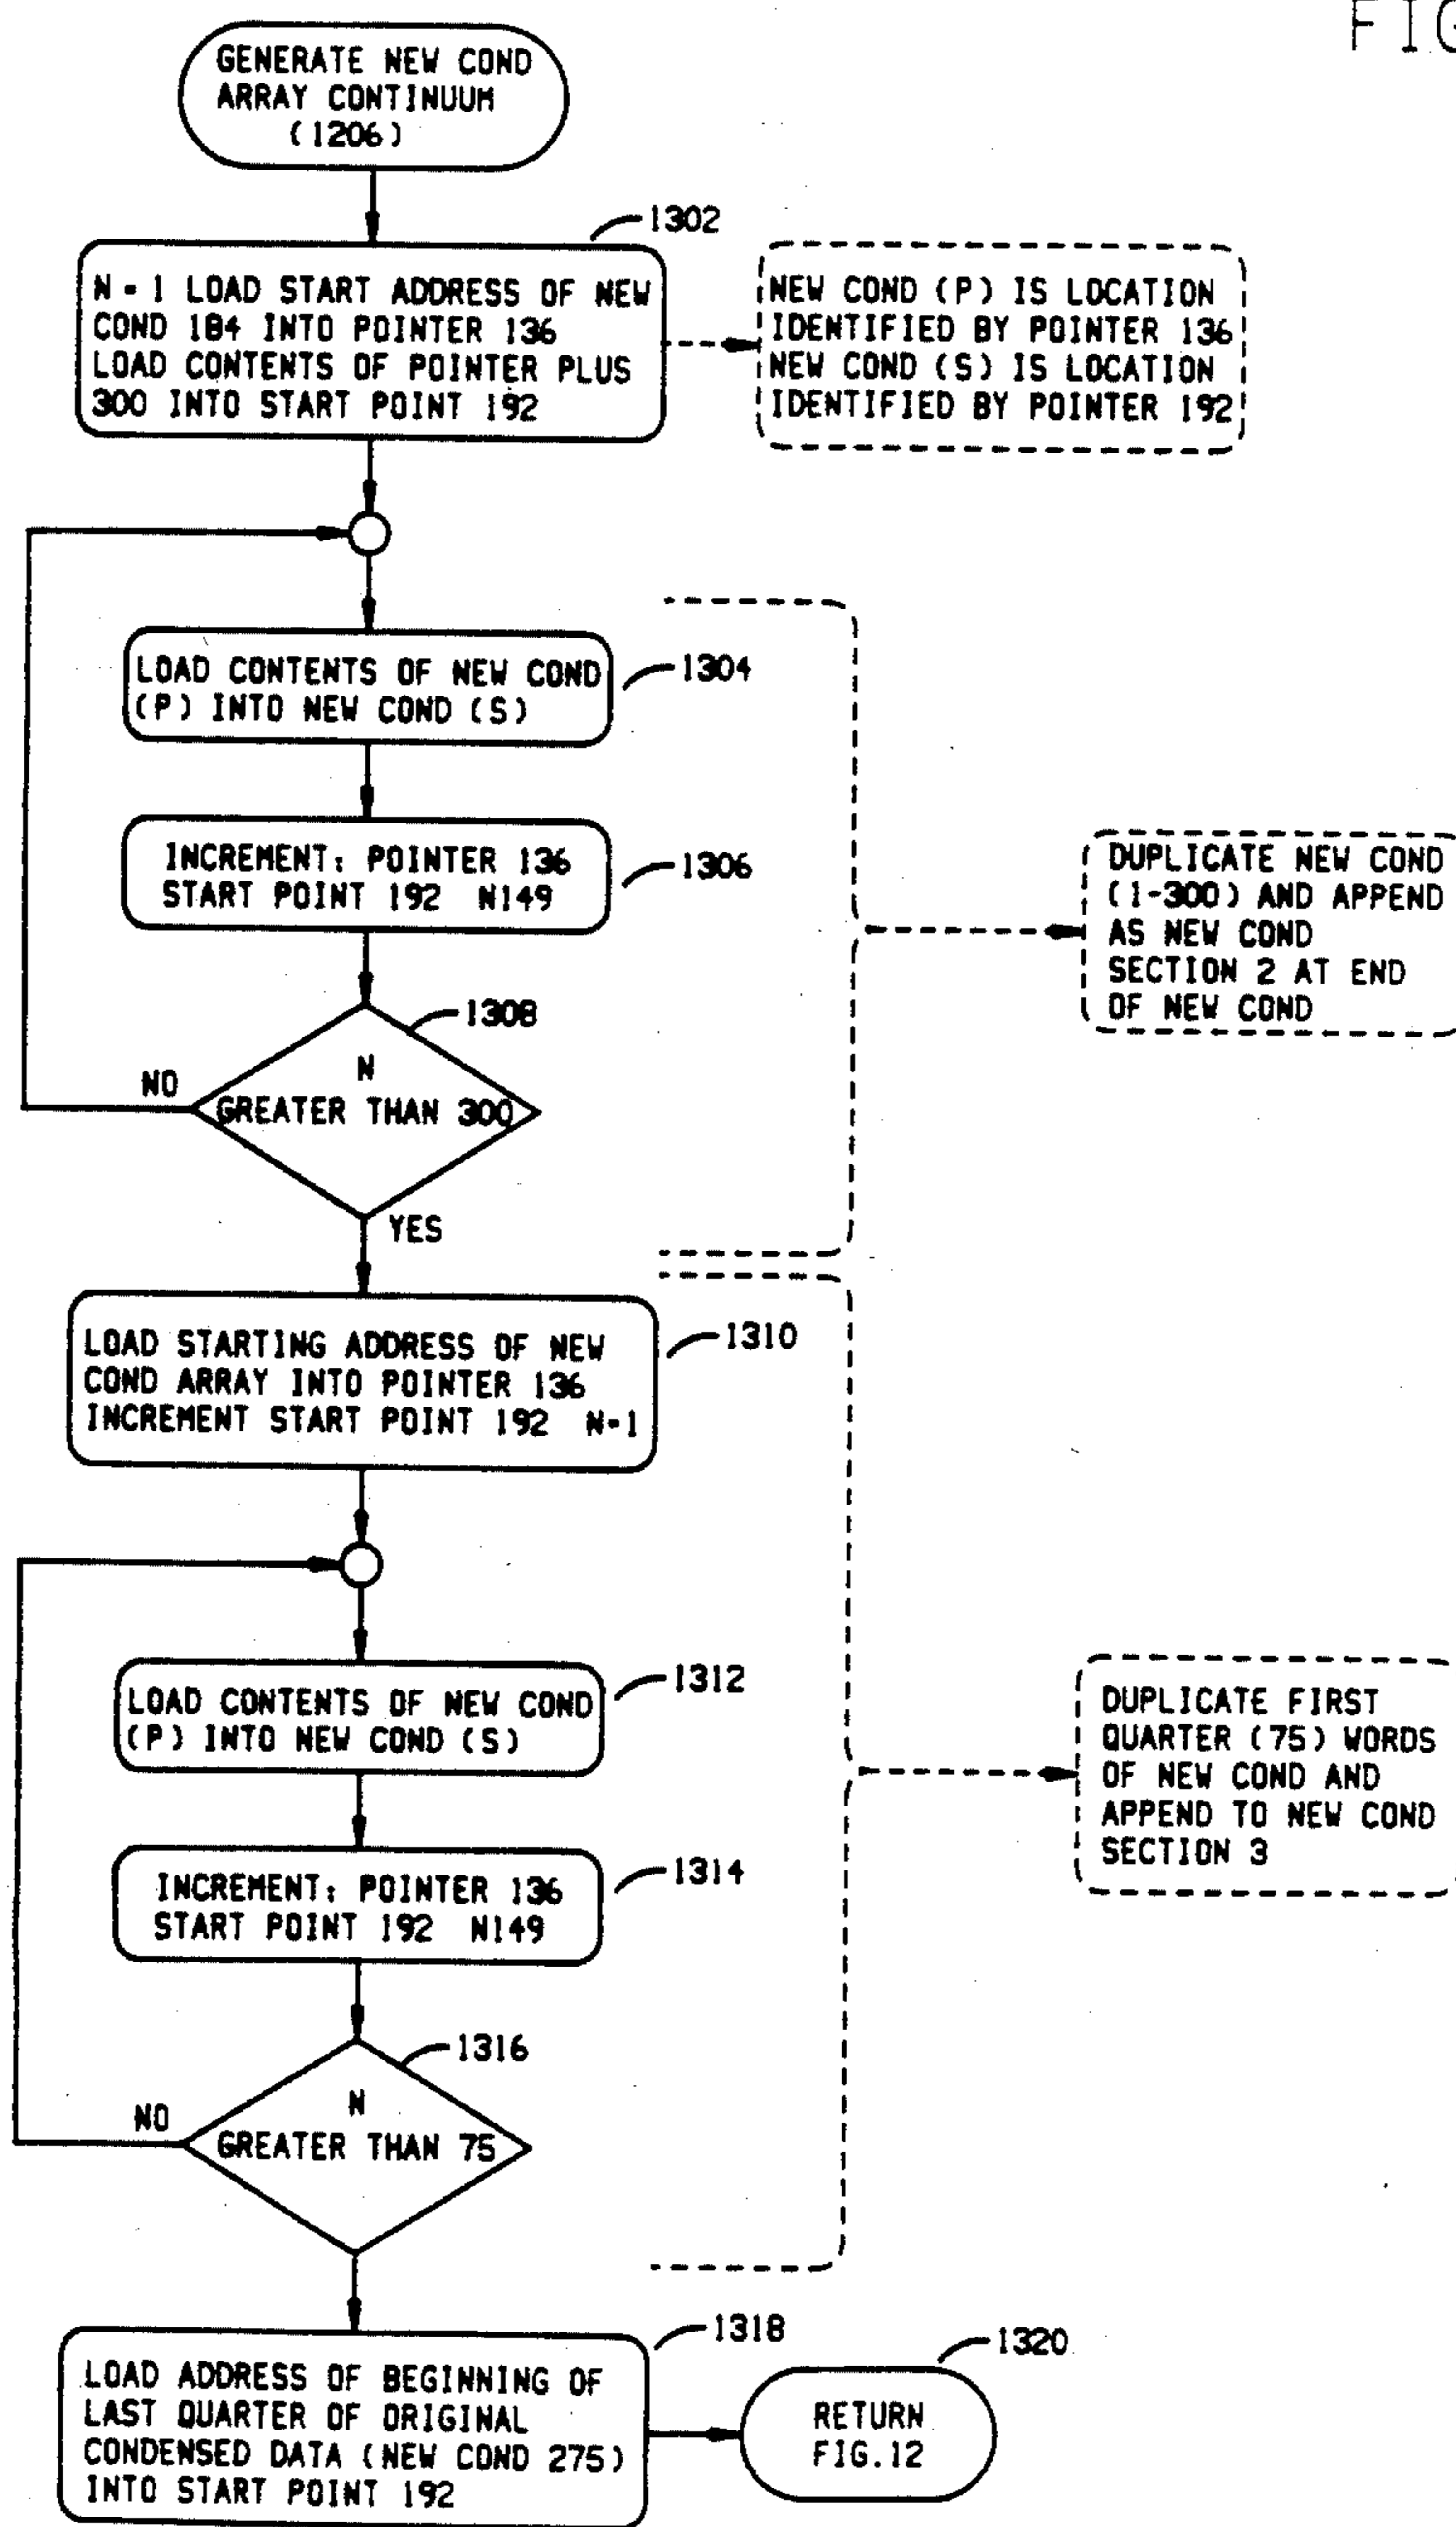 FIG
GENERATE NEW COND
ARRAY CONTINUUM
(1206)
1302
N = 1 LOAD START ADDRESS OF NEW
COND 184 INTO POINTER 136
LOAD CONTENTS OF POINTER PLUS
300 INTO START POINT 192
NEW COND (P) IS LOCATION
IDENTIFIED BY POINTER 136
NEW COND (S) IS LOCATION
IDENTIFIED BY POINTER 192
LOAD CONTENTS OF NEW COND
(P) INTO NEW COND (S)
1304
INCREMENT: POINTER 136
START POINT 192 N149
1306
DUPLICATE NEW COND
(1-300) AND APPEND
AS NEW COND
SECTION 2 AT END
OF NEW COND
1308
N
GREATER THAN 300
NO
YES
LOAD STARTING ADDRESS OF NEW
COND ARRAY INTO POINTER 136
INCREMENT START POINT 192 N=1
1310
LOAD CONTENTS OF NEW COND
(P) INTO NEW COND (S)
1312
DUPLICATE FIRST
QUARTER (75) WORDS
OF NEW COND AND
APPEND TO NEW COND
SECTION 3
INCREMENT: POINTER 136
START POINT 192 N149
1314
1316
N
GREATER THAN 75
NO
1318
LOAD ADDRESS OF BEGINNING OF
LAST QUARTER OF ORIGINAL
CONDENSED DATA (NEW COND 275)
INTO START POINT 192
1320
RETURN
FIG.12